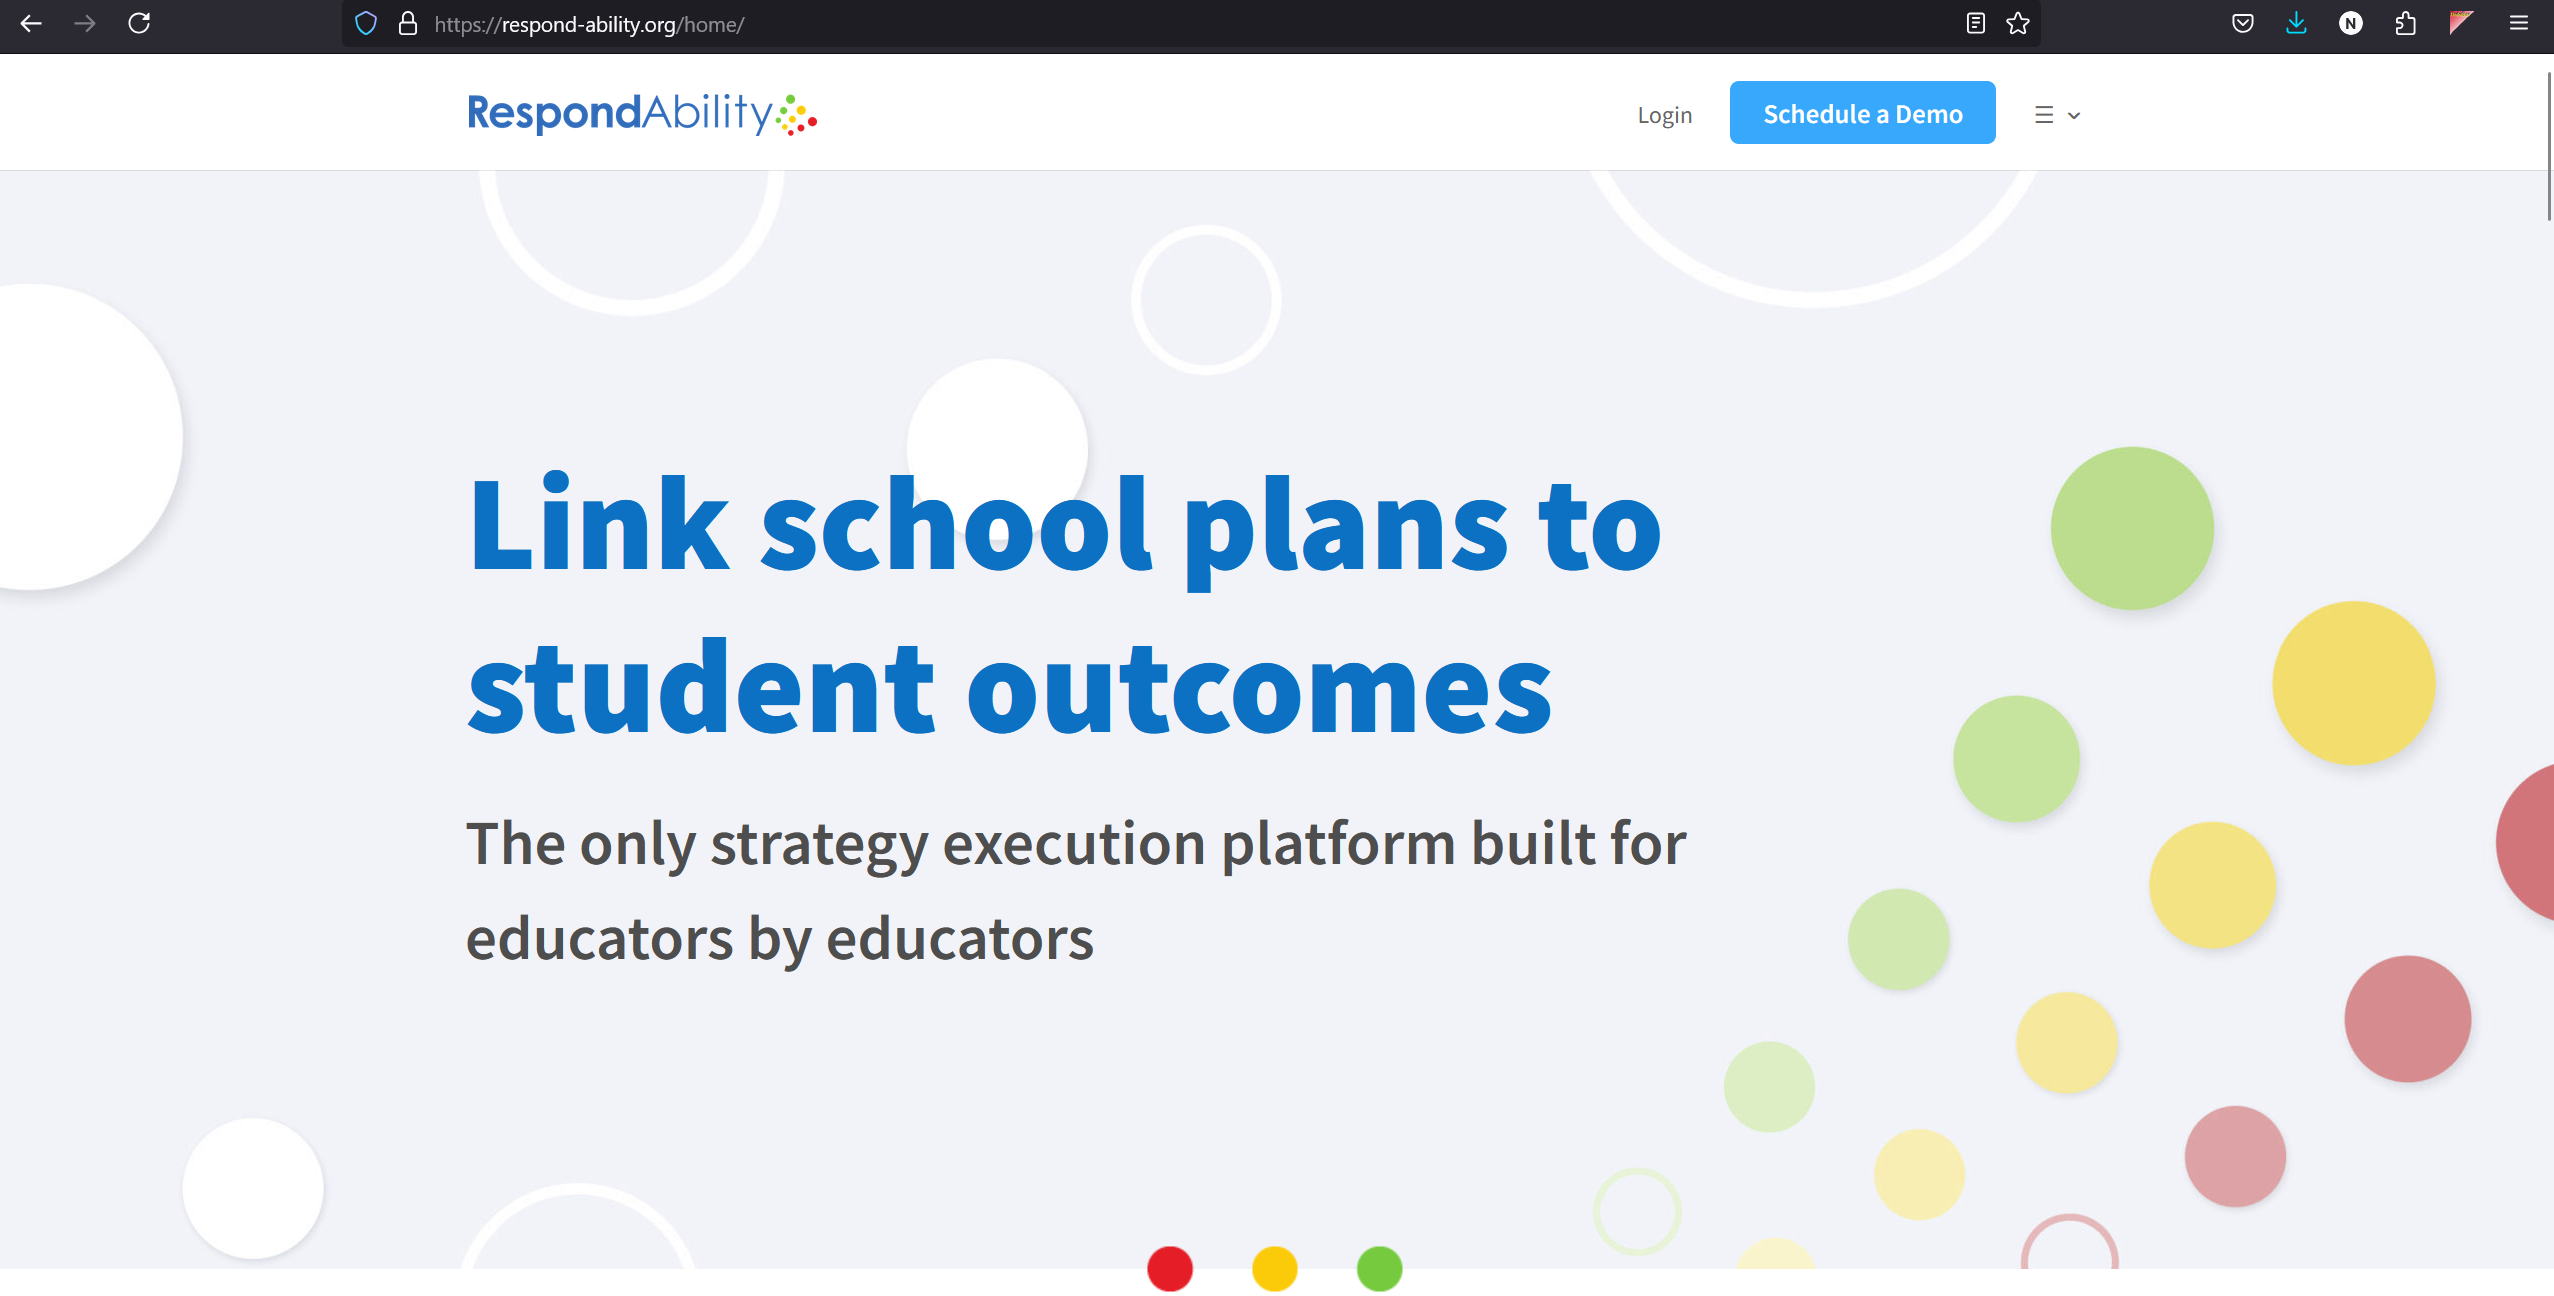 https://respond-ability.org/home/
N
RespondAbility
Login
Schedule a Demo
Link school plans to
student outcomes
The only strategy execution platform built for
educators by educators